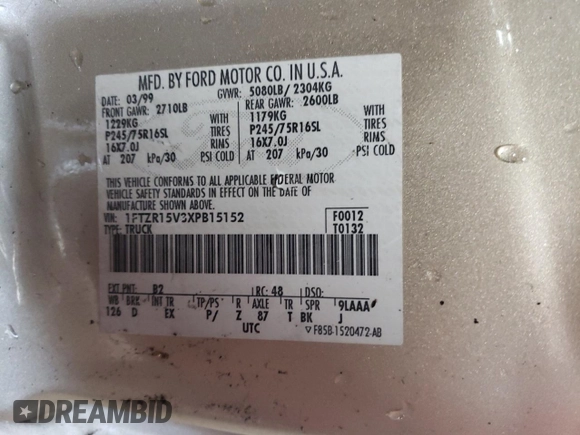 MFD. BY FORD MOTOR CO. IN U.S.A.
DATE: 03/99 GVWR: 5080LB/ 2304KG
FRONT GAWR: 2710LB REAR GAWR: 2600LB
1229KG WITH 1179KG WITH
P245/75R16SL TIRES P245/75R16SL TIRES
16X7.0J RIMS 16X7.0J RIMS
AT 207 kPa/30 PSI COLD AT 207 kPa/30 PSI COLD
THIS VEHICLE CONFORMS TO ALL APPLICABLE FEDERAL MOTOR
VEHICLE SAFETY STANDARDS IN EFFECT ON THE DATE OF
MANUFACTURE SHOWN ABOVE.
VIN: 1FTZR15V3XPB15152 F0012
TYPE: TRUCK T0132
EXT PNT: B2 RC: 48 DSO:
WB BRK INT TR TP/PS R AXLE TR SPR 9LAAA
126 D EX P/ Z 87 T BK J
UTC ▽F85B-1520472-AB
DREAMBID